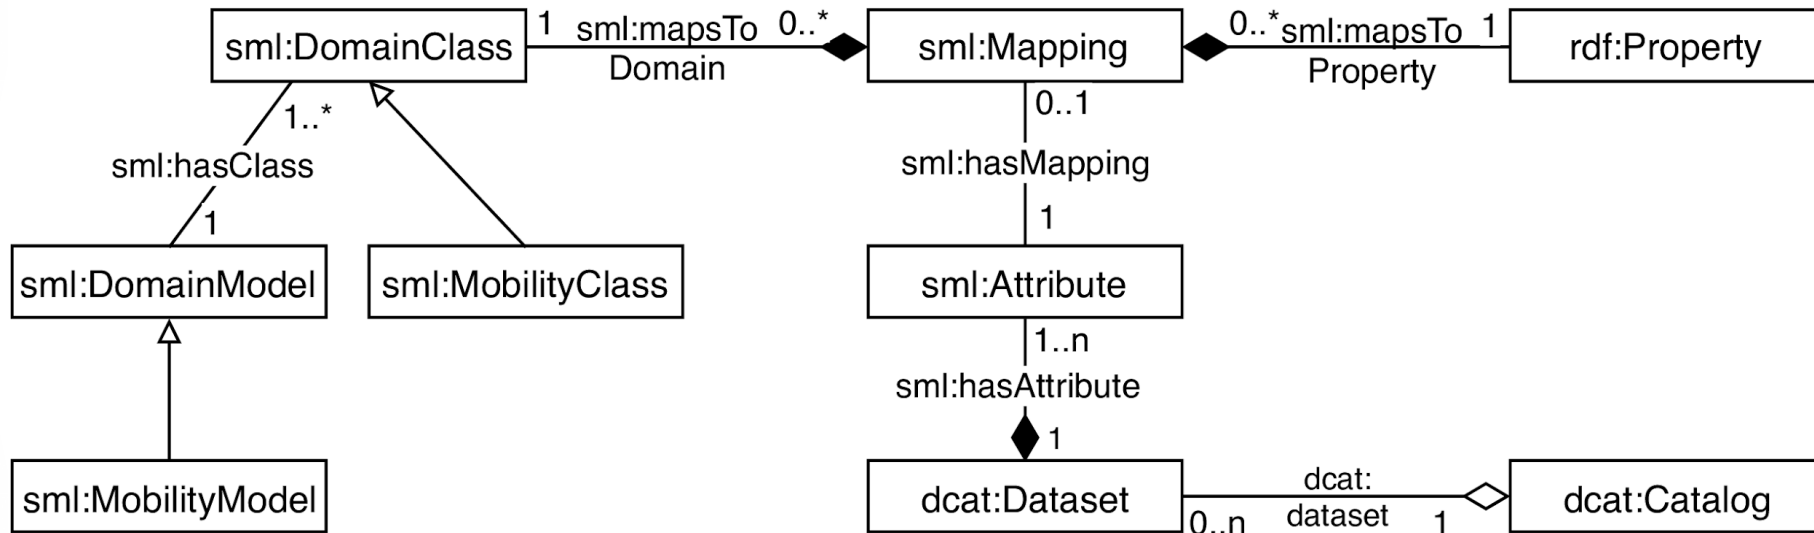 sml:DomainClass
1
sml:mapsTo
Domain
0..*
sml:Mapping
0..*
sml:mapsTo
Property
1
rdf:Property
1..*
sml:hasClass
1
0..1
sml:hasMapping
1
sml:DomainModel
sml:MobilityClass
sml:Attribute
1..n
sml:hasAttribute
1
sml:MobilityModel
dcat:Dataset
0..n
dcat:
dataset
1
dcat:Catalog